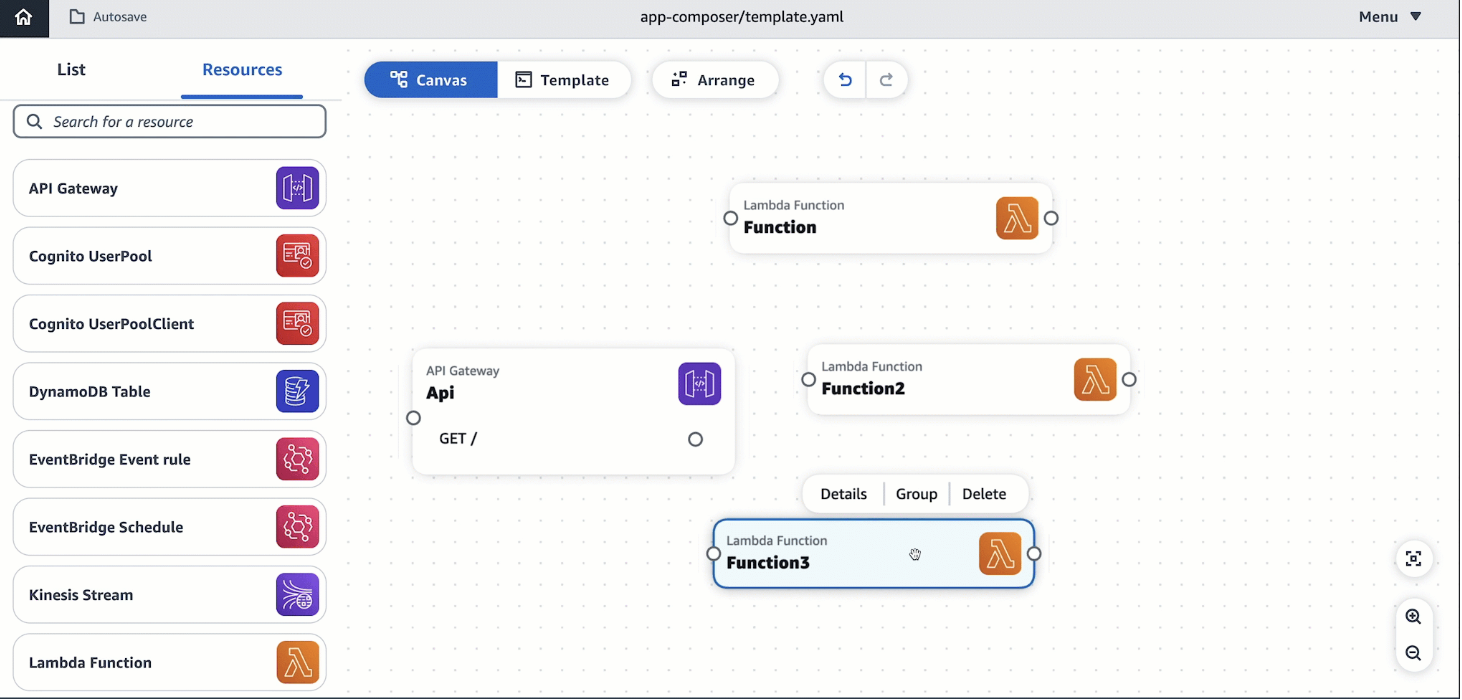 Autosave
app-composer/template.yaml
Menu
List
Resources
Search for a resource
API Gateway
Cognito UserPool
Cognito UserPoolClient
DynamoDB Table
EventBridge Event rule
EventBridge Schedule
Kinesis Stream
Lambda Function
Canvas
Template
Arrange
Lambda Function
Function
API Gateway
Api
GET /
Lambda Function
Function2
Details
Group
Delete
Lambda Function
Function3